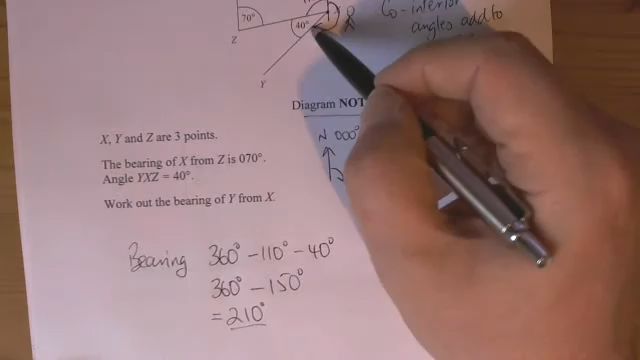 70°
40°
Z
Y
Co-interior
angles add to
Diagram NOT
N 000°
X, Y and Z are 3 points.
The bearing of X from Z is 070°.
Angle YXZ = 40°.
Work out the bearing of Y from X.
Bearing 360° - 110° - 40°
360° - 150°
= 210°